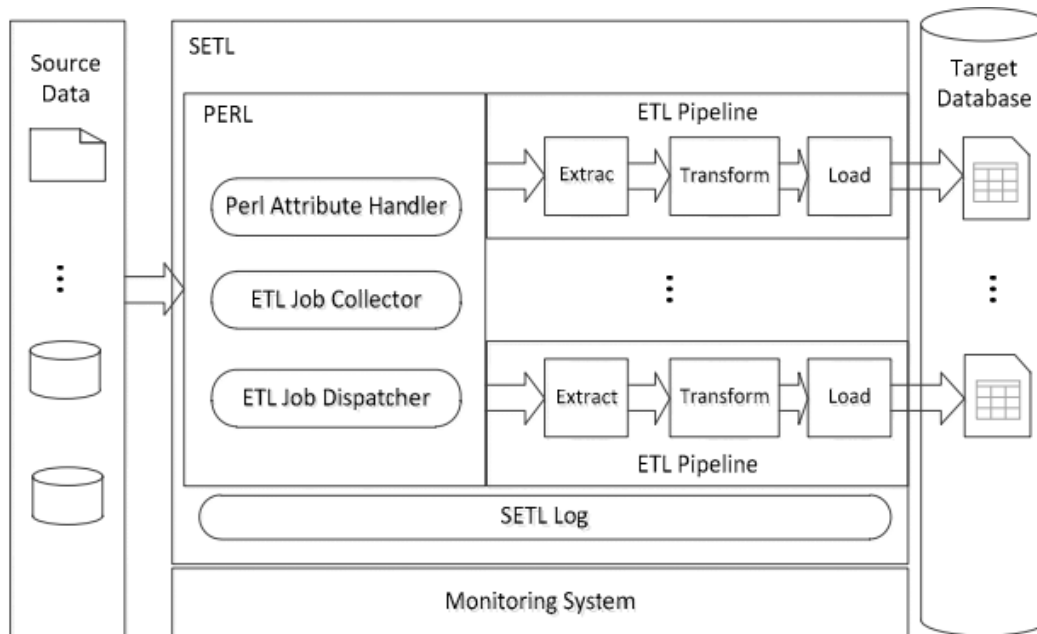 Source
Data
SETL
PERL
Perl Attribute Handler
ETL Job Collector
ETL Job Dispatcher
ETL Pipeline
Extrac
Transform
Load
Extract
Transform
Load
ETL Pipeline
SETL Log
Monitoring System
Target
Database